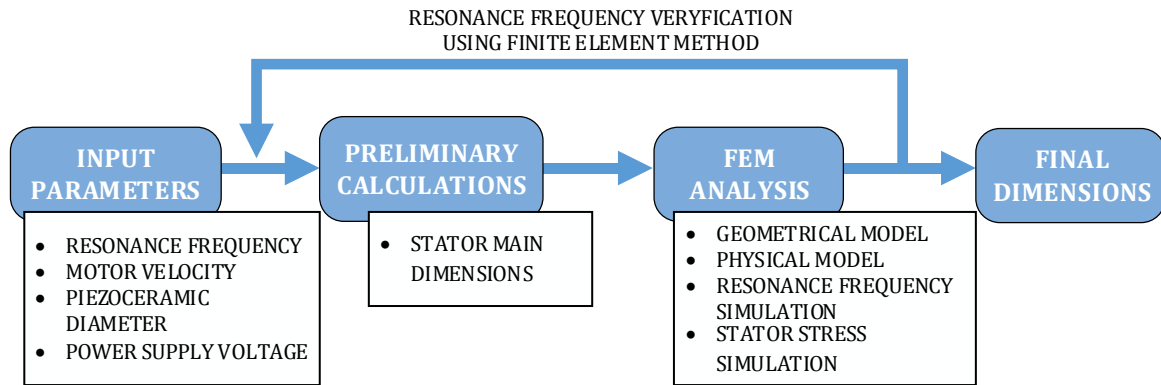 RESONANCE FREQUENCY VERYFICATION
USING FINITE ELEMENT METHOD
INPUT
PARAMETERS
PRELIMINARY
CALCULATIONS
FEM
ANALYSIS
FINAL
DIMENSIONS
• RESONANCE FREQUENCY
• MOTOR VELOCITY
• PIEZOCERAMIC
DIAMETER
• POWER SUPPLY VOLTAGE
• STATOR MAIN
DIMENSIONS
• GEOMETRICAL MODEL
• PHYSICAL MODEL
• RESONANCE FREQUENCY
SIMULATION
• STATOR STRESS
SIMULATION